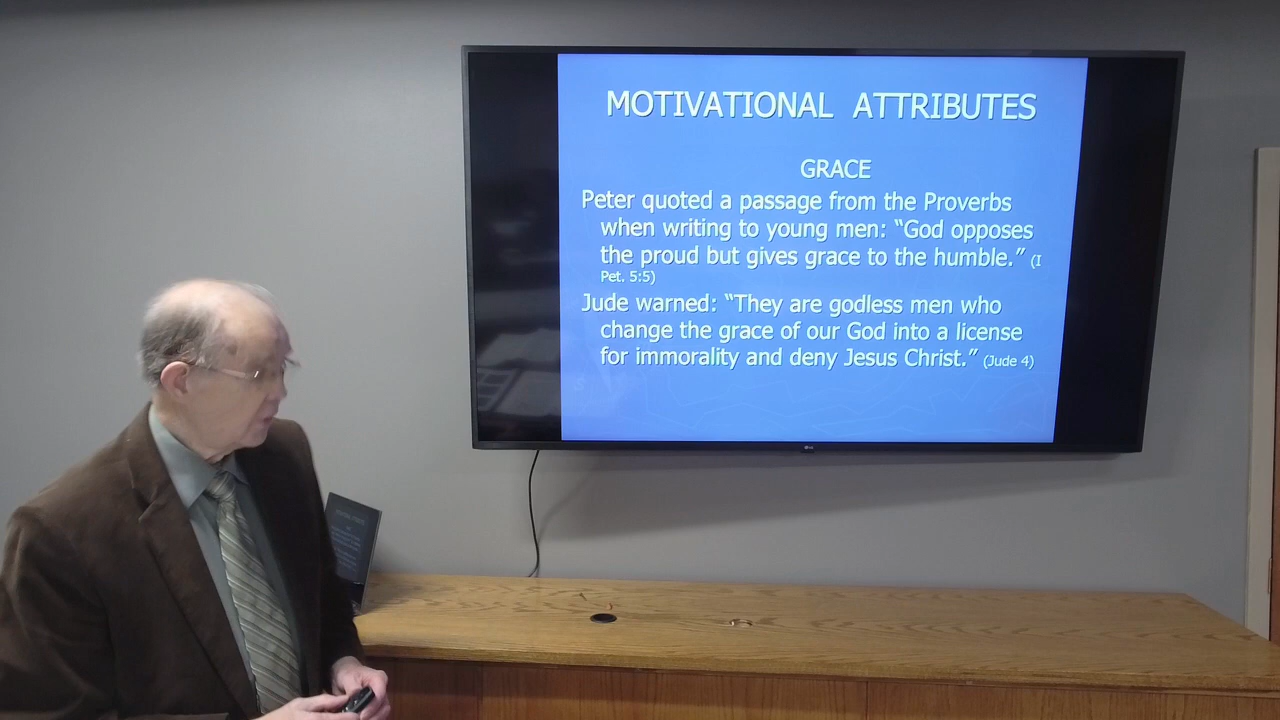 MOTIVATIONAL ATTRIBUTES
GRACE
Peter quoted a passage from the Proverbs
when writing to young men: “God opposes
the proud but gives grace to the humble.” (I
Pet. 5:5)
Jude warned: “They are godless men who
change the grace of our God into a license
for immorality and deny Jesus Christ.” (Jude 4)
LG